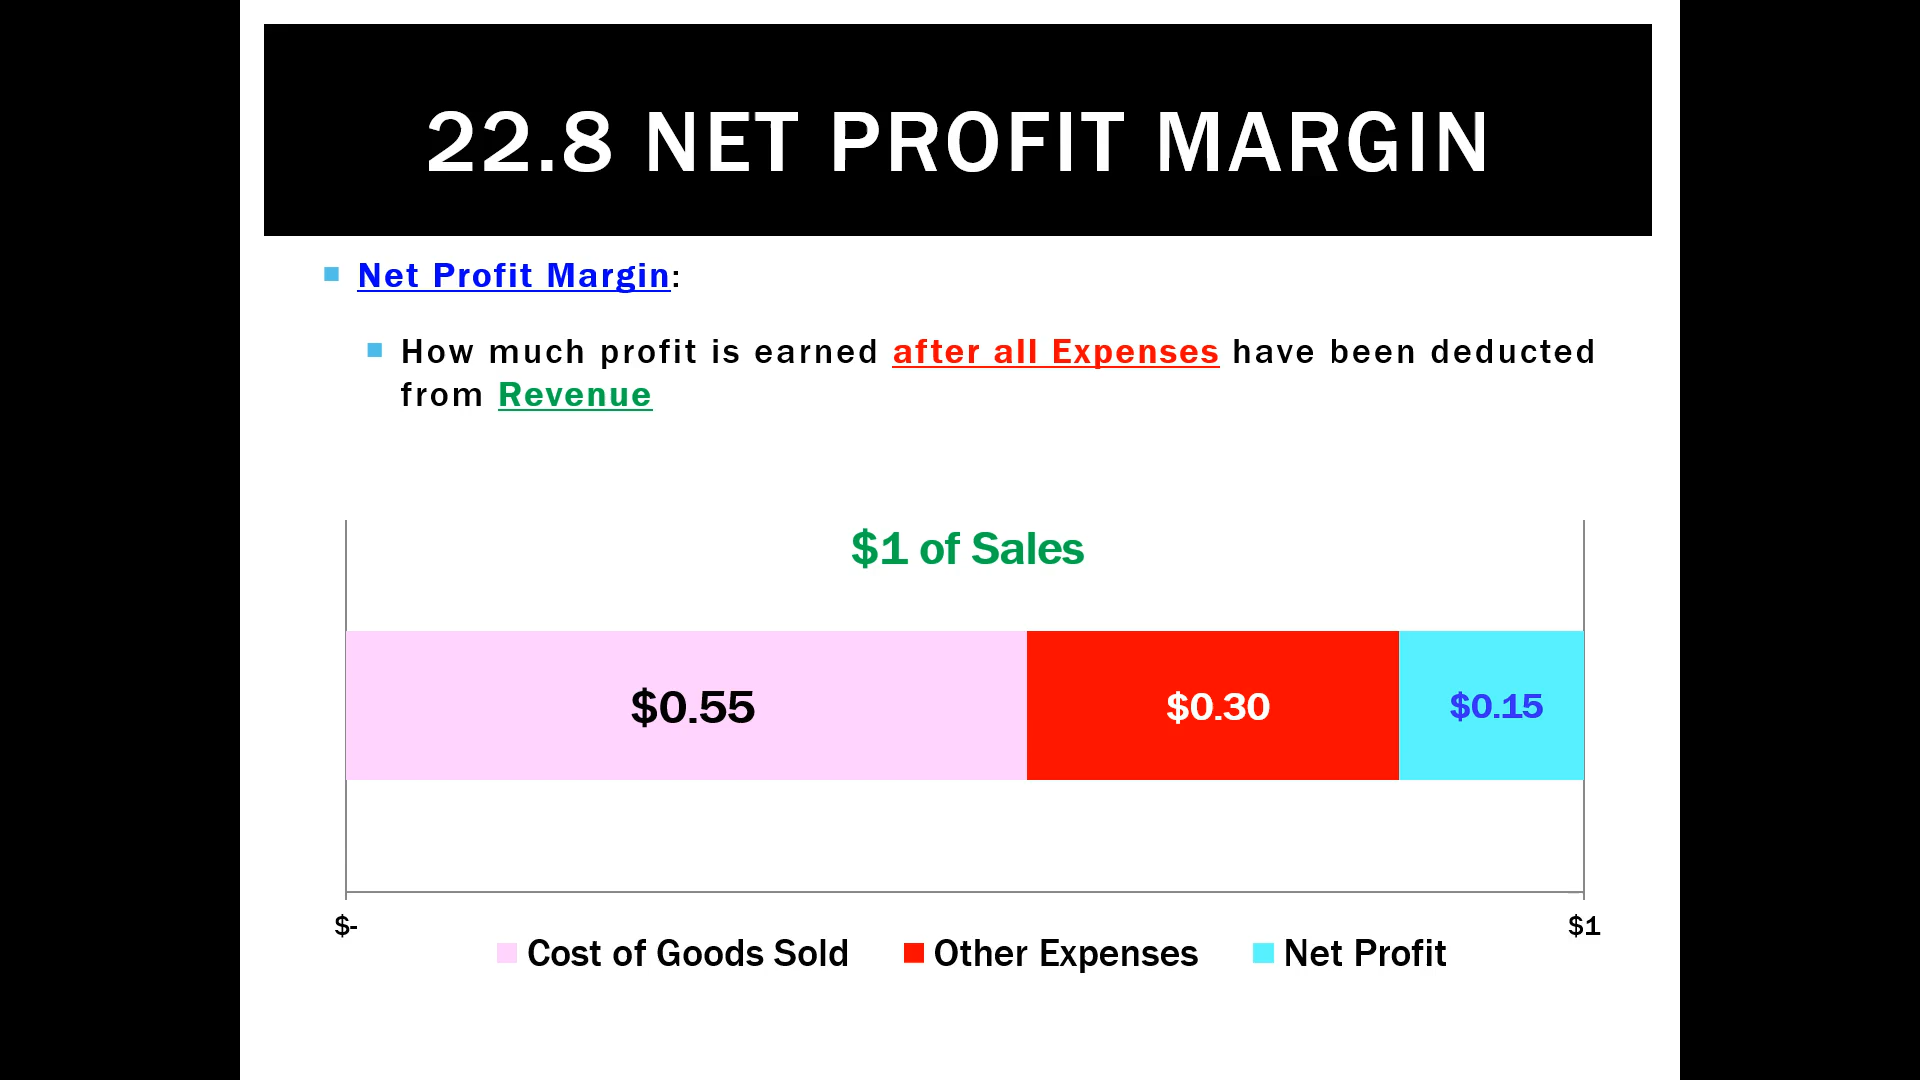 22.8 NET PROFIT MARGIN
Net Profit Margin:
How much profit is earned after all Expenses have been deducted
from Revenue
$1 of Sales
$0.55 $0.30 $0.15
$- $1
Cost of Goods Sold Other Expenses Net Profit